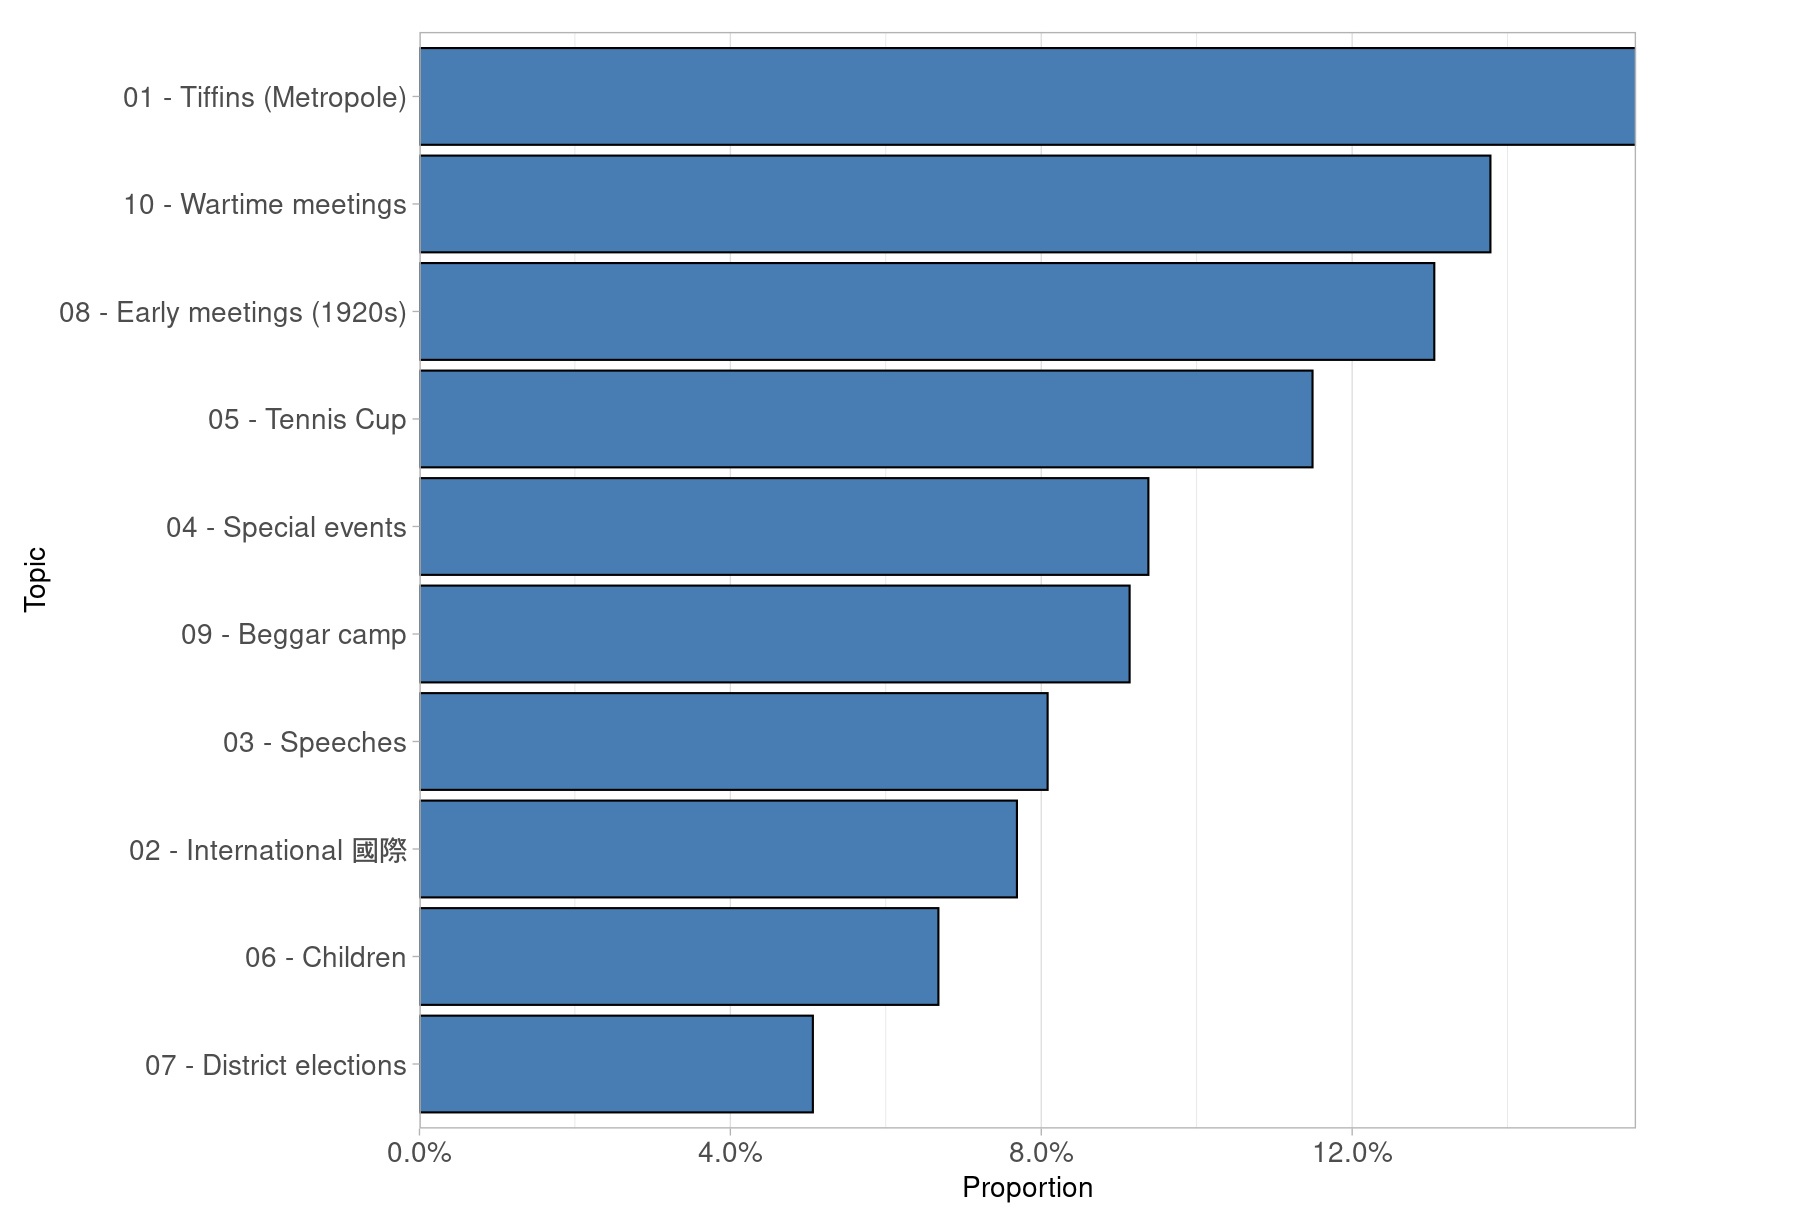 01 - Tiffins (Metropole)
10 - Wartime meetings
08 - Early meetings (1920s)
05 - Tennis Cup
04 - Special events
09 - Beggar camp
03 - Speeches
02 - International 國際
06 - Children
07 - District elections
Topic
0.0% 4.0% 8.0% 12.0%
Proportion